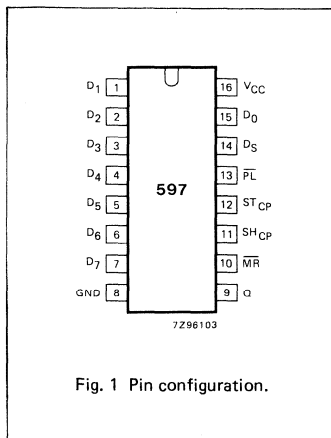 D1 1 16 VCC
D2 2 15 D0
D3 3 14 DS
D4 4 13 PL
597
D5 5 12 STCP
D6 6 11 SHCP
D7 7 10 MR
GND 8 9 Q
7Z96103
Fig. 1 Pin configuration.